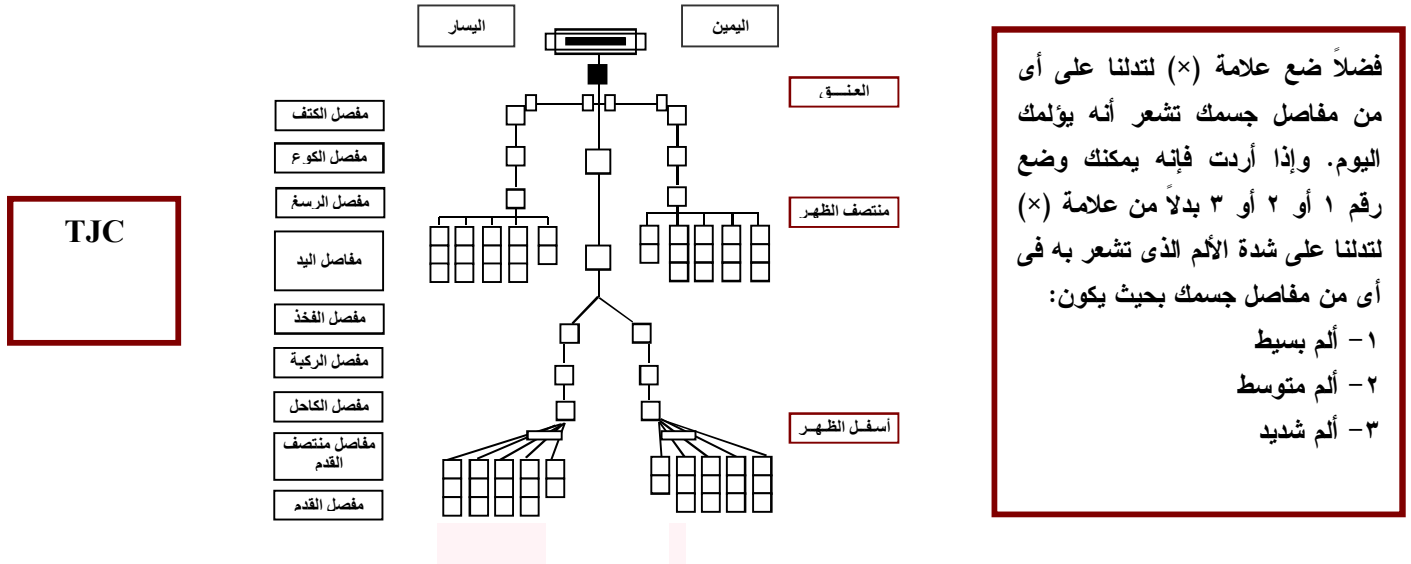 فضلاً ضع علامة (×) لتدلنا على أى
من مفاصل جسمك تشعر أنه يؤلمك
اليوم. وإذا أردت فإنه يمكنك وضع
رقم ١ أو ٢ أو ٣ بدلاً من علامة (×)
لتدلنا على شدة الألم الذى تشعر به فى
أى من مفاصل جسمك بحيث يكون:
١- ألم بسيط
٢- ألم متوسط
٣- ألم شديد
اليمين
اليسار
العنـــق
منتصف الظهـر
أسفـل الظـهـر
مفصل الكتف
مفصل الكوع
مفصل الرسغ
مفاصل اليد
مفصل الفخذ
مفصل الركبة
مفصل الكاحل
مفاصل منتصف
القدم
مفصل القدم
TJC